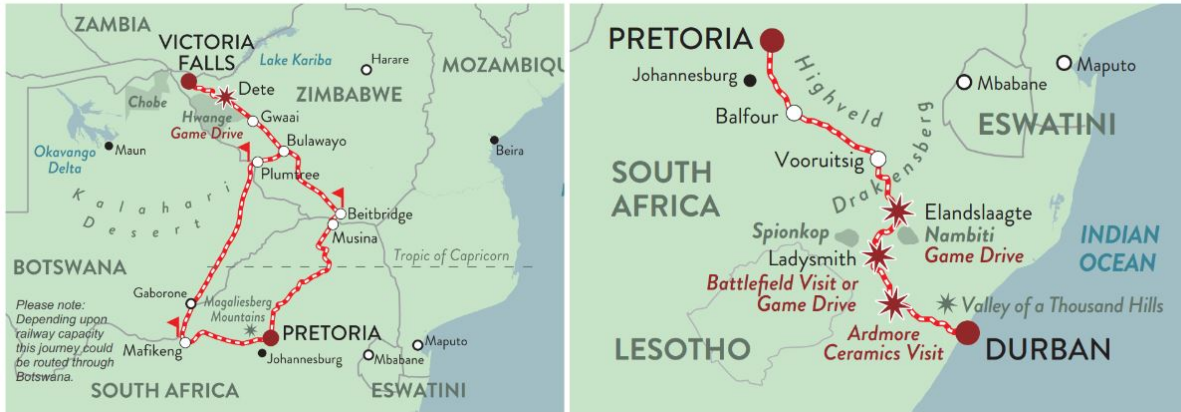 ZAMBIA
VICTORIA
FALLS
Lake Kariba
Harare
MOZAMBIQU
Chobe
Dete
ZIMBABWE
Hwange
Game Drive
Gwaai
Bulawayo
Okavango
Delta
Maun
Beira
Plumtree
Kalahari
Desert
Beitbridge
Musina
Tropic of Capricorn
BOTSWANA
Please note:
Depending upon
railway capacity
this journey could
be routed through
Botswana.
Gaborone
Magaliesberg
Mountains
PRETORIA
Mafikeng
Johannesburg
Maputo
Mbabane
SOUTH AFRICA
ESWATINI
PRETORIA
Johannesburg
Highveld
Maputo
Mbabane
Balfour
ESWATINI
Vooruitsig
Drakensberg
SOUTH
AFRICA
Elandslaagte
Spionkop
Nambiti
Game Drive
INDIAN
OCEAN
Ladysmith
Battlefield Visit or
Game Drive
Valley of a Thousand Hills
Ardmore
Ceramics Visit
LESOTHO
DURBAN